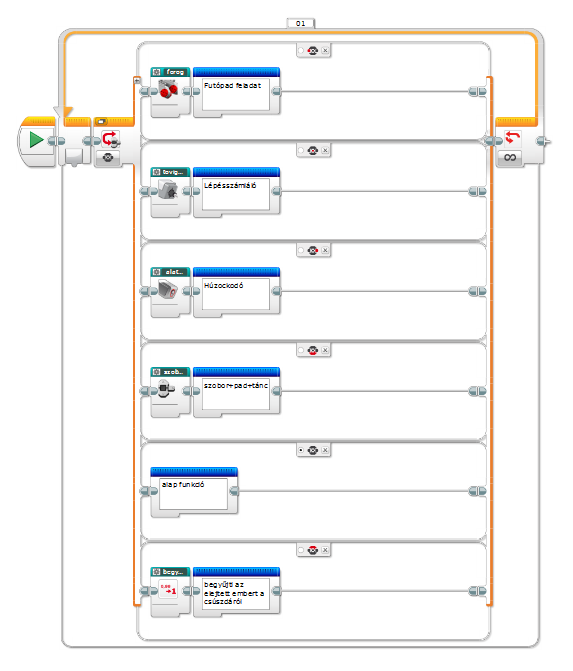 01
forog
Futópad feladat
tovig...
Lépésszámláló
alat...
Húzockodó
szob...
szobor+pad+tánc
alap funkció
begy...
begyűjti az
elejtett embert a
csúszdáról